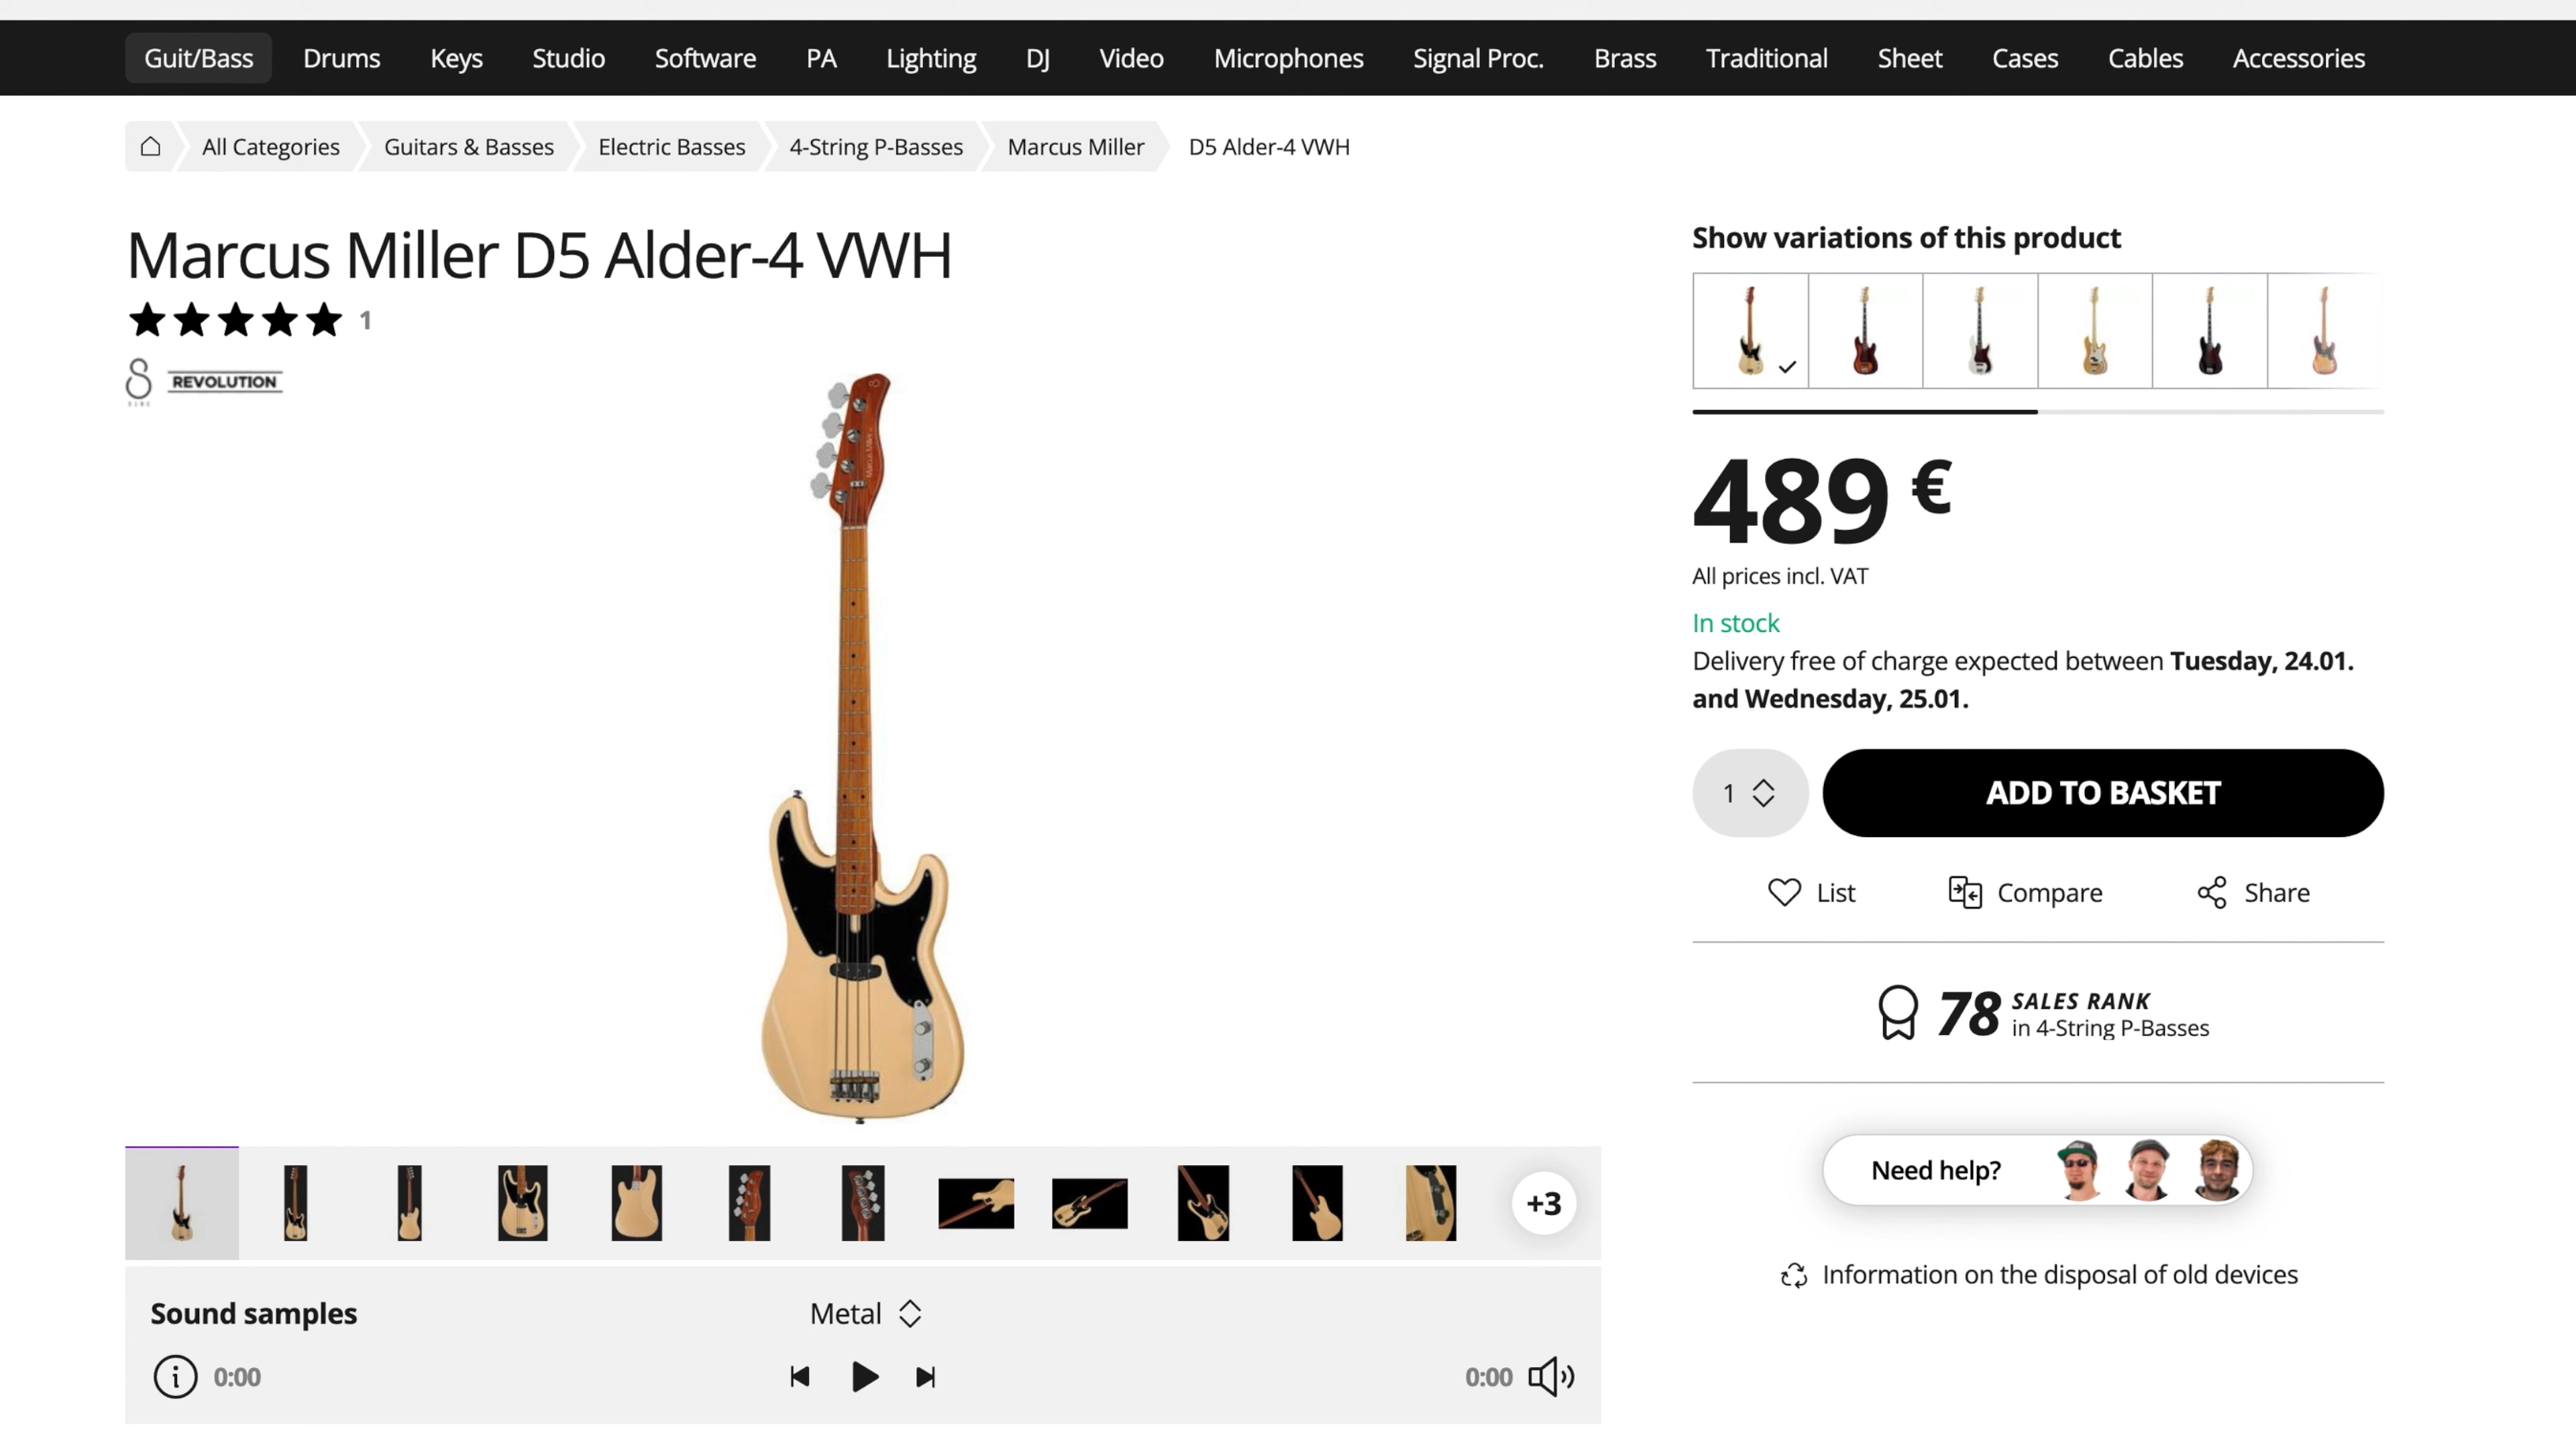 Guit/Bass Drums Keys Studio Software PA Lighting DJ Video Microphones Signal Proc. Brass Traditional Sheet Cases Cables Accessories
All Categories Guitars & Basses Electric Basses 4-String P-Basses Marcus Miller D5 Alder-4 VWH
Marcus Miller D5 Alder-4 VWH
1
REVOLUTION
Marcus Miller
Show variations of this product
489 €
All prices incl. VAT
In stock
Delivery free of charge expected between Tuesday, 24.01.
and Wednesday, 25.01.
1 ADD TO BASKET
List Compare Share
78 SALES RANK
in 4-String P-Basses
Need help?
Information on the disposal of old devices
+3
Sound samples Metal
0:00 0:00